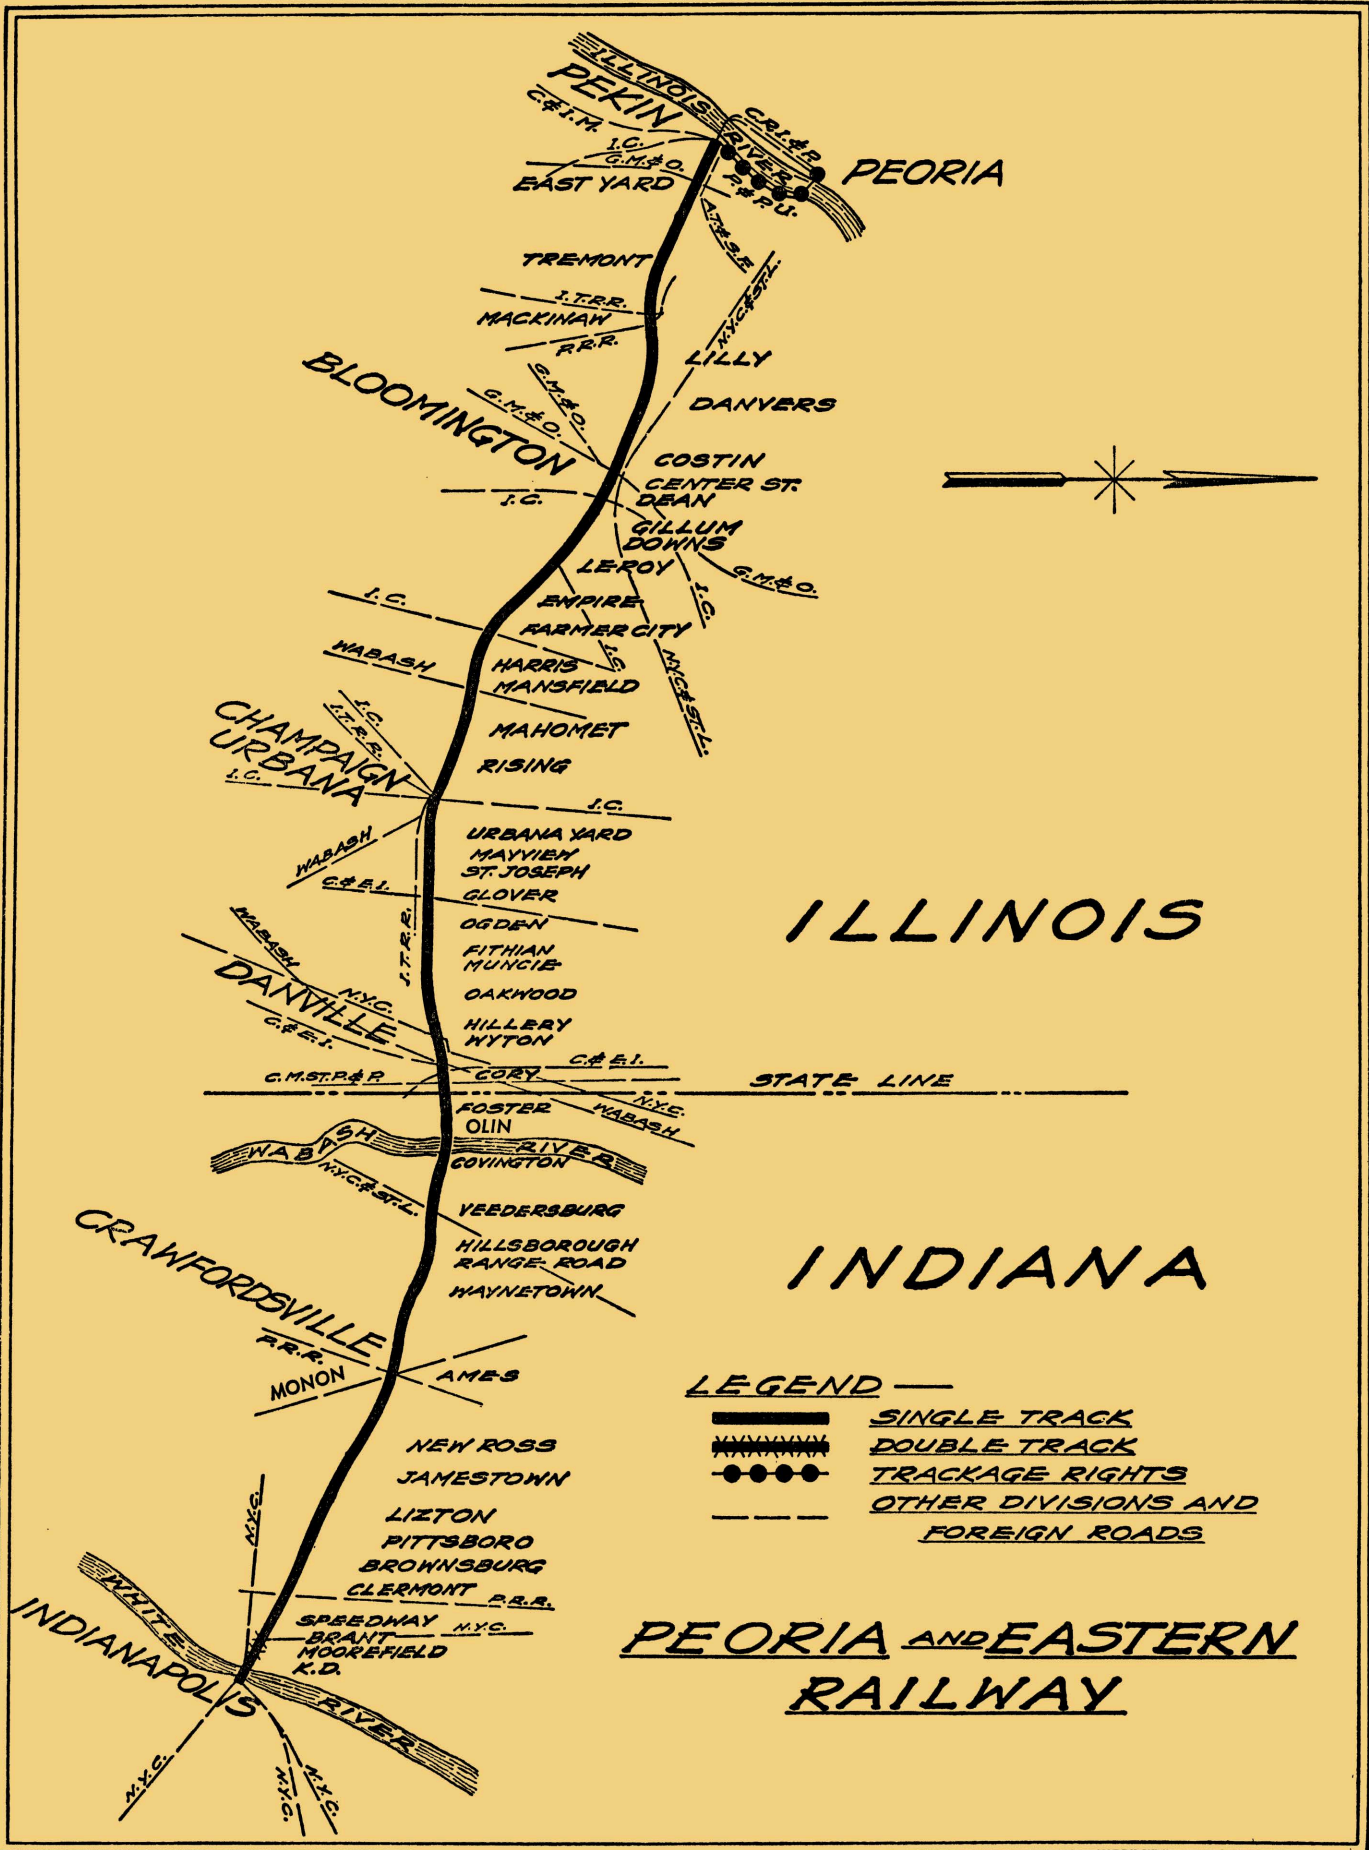 ILLINOIS
PEKIN
C.&I.M.
C.R.I.&P.
RIVER
I.C.
G.M.&O.
PEORIA
EAST YARD
P.&P.U.
A.T.&S.F.
TREMONT
N.Y.C.&ST.L.
I.T.R.R.
MACKINAW
P.R.R.
LILLY
BLOOMINGTON
G.M.&O.
G.M.&O.
DANVERS
COSTIN
CENTER ST.
I.C.
DEAN
GILLUM
DOWNS
LEROY
G.M.&O.
I.C.
I.C.
EMPIRE
FARMER CITY
I.C.
WABASH
HARRIS
MANSFIELD
N.Y.C.&ST.L.
CHAMPAIGN
URBANA
I.C.
I.T.R.R.
MAHOMET
RISING
I.C.
I.C.
URBANA YARD
WABASH
MAYVIEW
ST. JOSEPH
C.&E.I.
GLOVER
ILLINOIS
OGDEN
WABASH
I.T.R.R.
FITHIAN
MUNCIE
DANVILLE
N.Y.C.
OAKWOOD
C.&E.I.
HILLERY
WYTON
C.&E.I.
C.M.ST.P.&P.
CORY
STATE LINE
N.Y.C.
WABASH
FOSTER
OLIN
WABASH RIVER
COVINGTON
N.Y.C.&ST.L.
VEEDERSBURG
CRAWFORDSVILLE
HILLSBOROUGH
RANGE ROAD
INDIANA
WAYNETOWN
P.R.R.
MONON
AMES
LEGEND —
SINGLE TRACK
DOUBLE TRACK
TRACKAGE RIGHTS
OTHER DIVISIONS AND
FOREIGN ROADS
NEW ROSS
JAMESTOWN
N.Y.C.
LIZTON
PITTSBORO
BROWNSBURG
CLERMONT
P.R.R.
SPEEDWAY
BRANT
N.Y.C.
MOOREFIELD
K.D.
WHITE
RIVER
INDIANAPOLIS
N.Y.C.
N.Y.C.
N.Y.C.
PEORIA AND EASTERN
RAILWAY